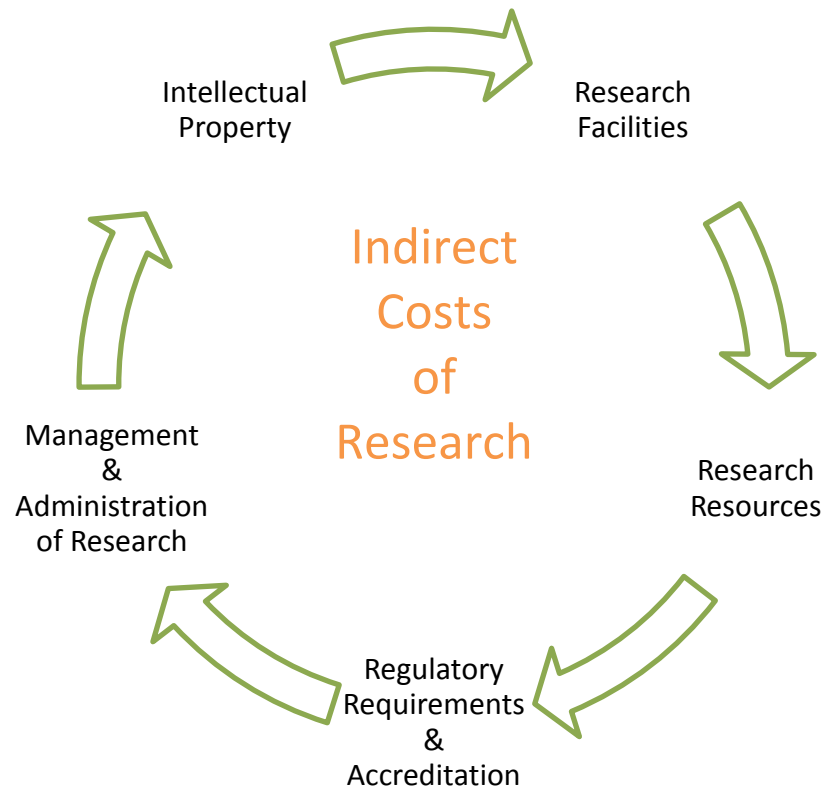 Intellectual
Property
Research
Facilities
Indirect
Costs
of
Research
Management
&
Administration
of Research
Research
Resources
Regulatory
Requirements
&
Accreditation